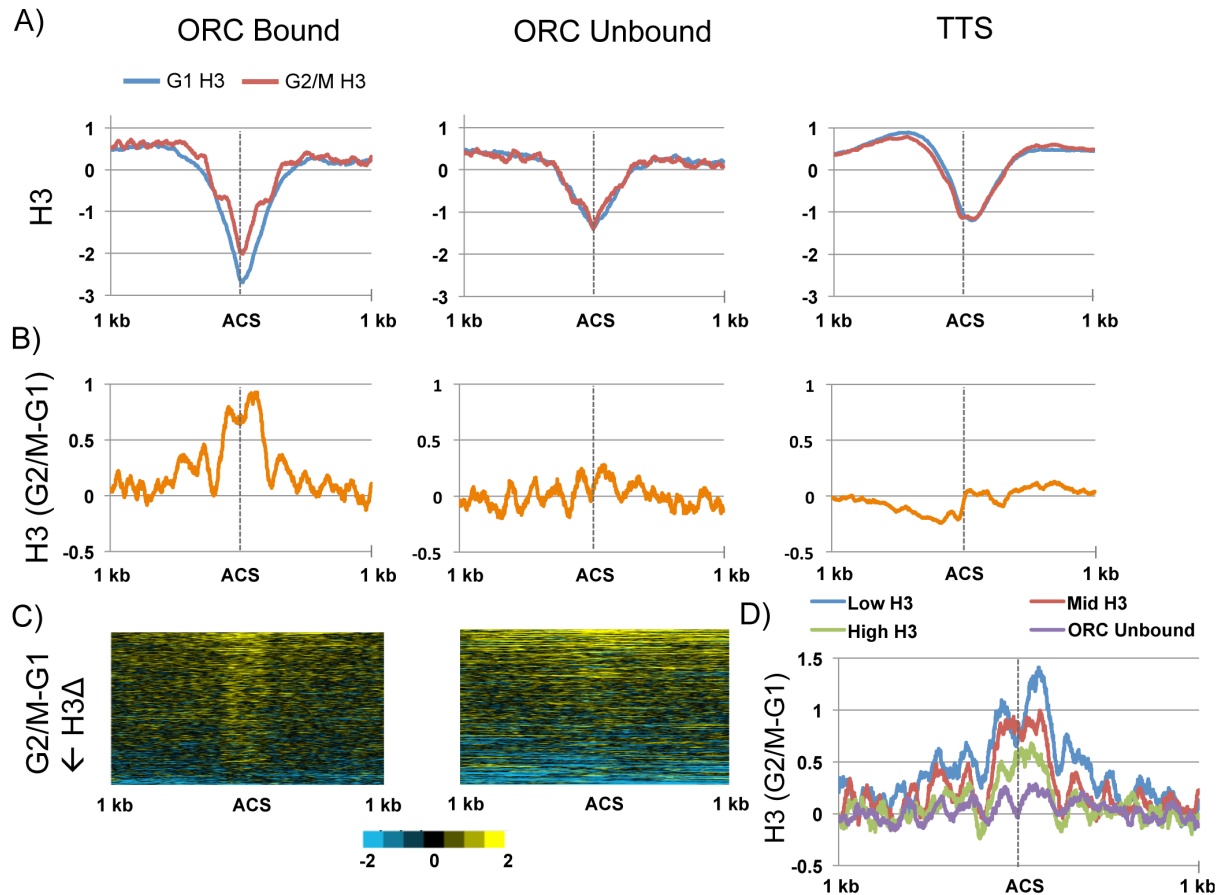 A)
ORC Bound
ORC Unbound
TTS
G1 H3
G2/M H3
H3
1
0
-1
-2
-3
1 kb
ACS
1 kb
1
0
-1
-2
-3
1 kb
ACS
1 kb
1
0
-1
-2
-3
1 kb
ACS
1 kb
B)
H3 (G2/M-G1)
1
0.5
0
-0.5
1 kb
ACS
1 kb
1
0.5
0
-0.5
1 kb
ACS
1 kb
1
0.5
0
-0.5
1 kb
ACS
1 kb
C)
G2/M-G1
← H3Δ
1 kb
ACS
1 kb
1 kb
ACS
1 kb
-2
0
2
D)
Low H3
Mid H3
High H3
ORC Unbound
H3 (G2/M-G1)
1.5
1
0.5
0
-0.5
1 kb
ACS
1 kb